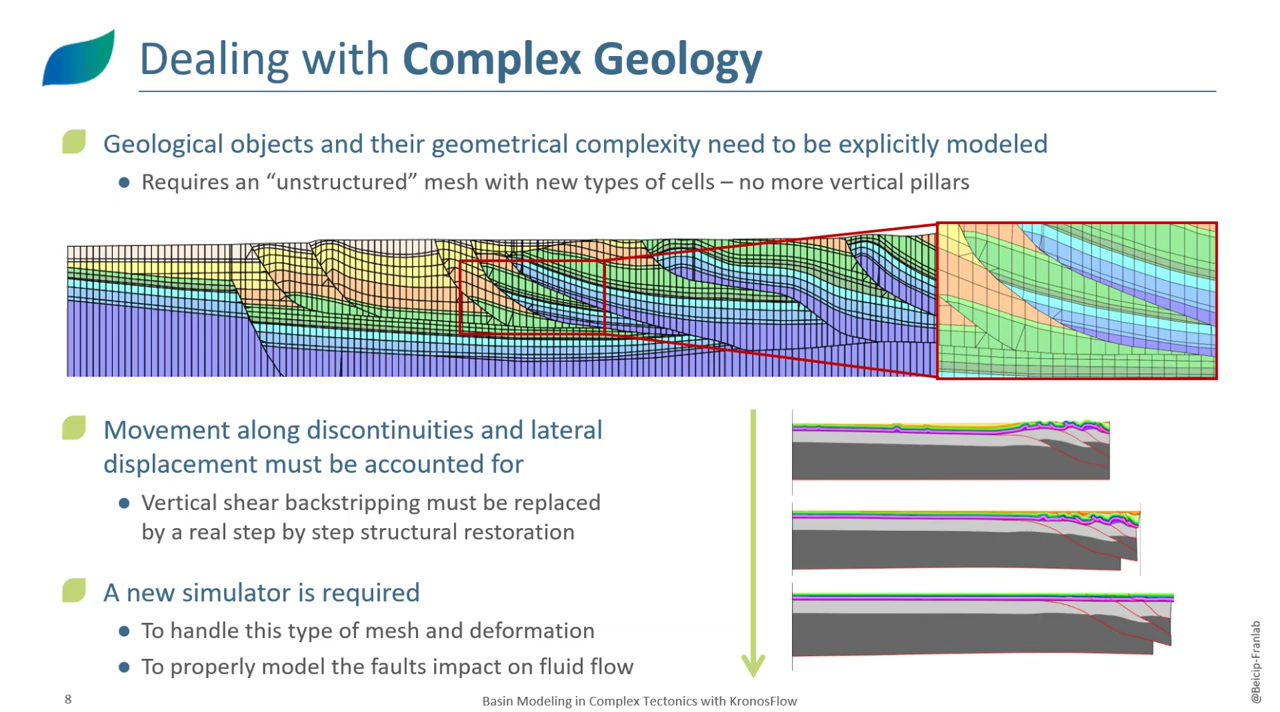 Dealing with Complex Geology
Geological objects and their geometrical complexity need to be explicitly modeled
Requires an “unstructured” mesh with new types of cells – no more vertical pillars
Movement along discontinuities and lateral
displacement must be accounted for
Vertical shear backstripping must be replaced
by a real step by step structural restoration
A new simulator is required
To handle this type of mesh and deformation
To properly model the faults impact on fluid flow
8
Basin Modeling in Complex Tectonics with KronosFlow
@Beicip-Franlab